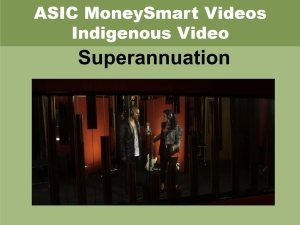 ASIC MoneySmart Videos
Indigenous Video
Superannuation